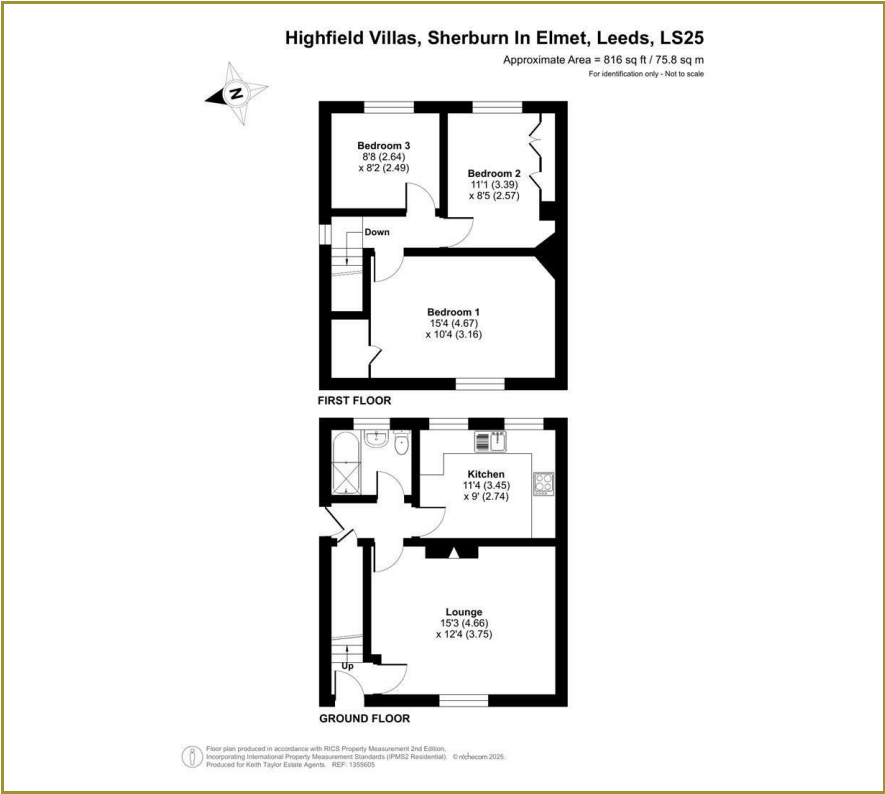 Highfield Villas, Sherburn In Elmet, Leeds, LS25
Approximate Area = 816 sq ft / 75.8 sq m
For identification only - Not to scale
N
Bedroom 3
8'8 (2.64)
x 8'2 (2.49)
Bedroom 2
11'1 (3.39)
x 8'5 (2.57)
Down
Bedroom 1
15'4 (4.67)
x 10'4 (3.16)
FIRST FLOOR
Kitchen
11'4 (3.45)
x 9' (2.74)
Lounge
15'3 (4.66)
x 12'4 (3.75)
Up
GROUND FLOOR
Floor plan produced in accordance with RICS Property Measurement 2nd Edition,
Incorporating International Property Measurement Standards (IPMS2 Residential). © nichecom 2025.
Produced for Keith Taylor Estate Agents. REF: 1355605